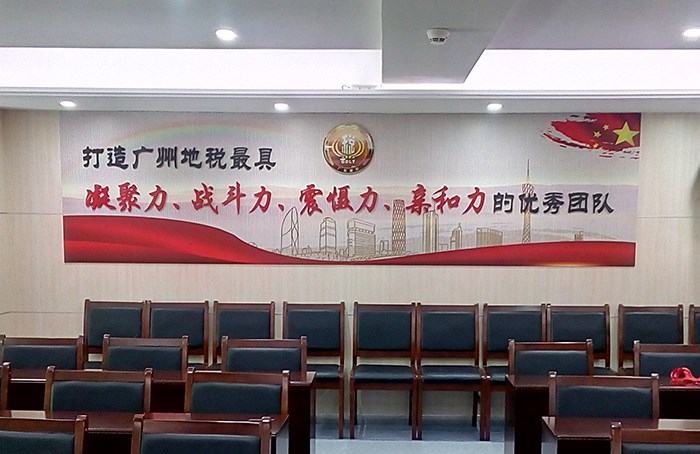 打造广州地税最具
凝聚力、战斗力、震慑力、亲和力的优秀团队
税